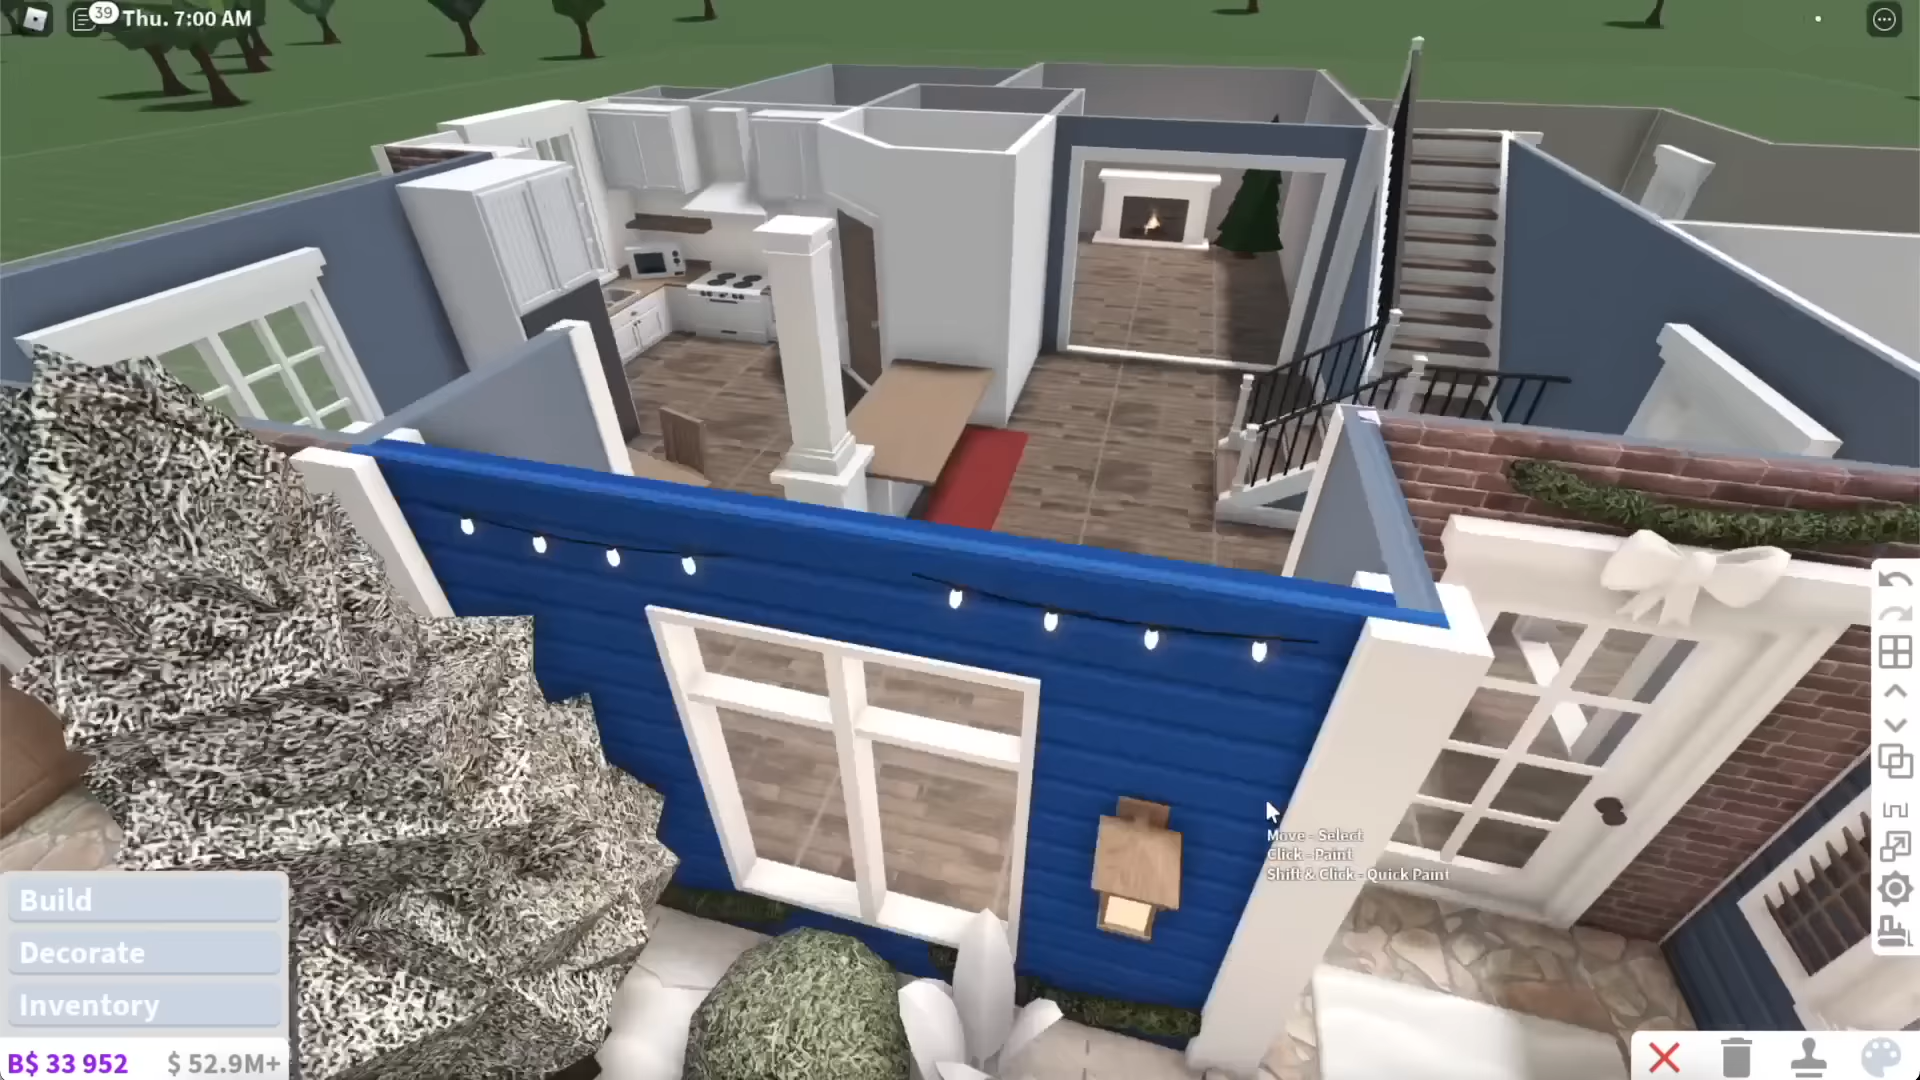 39
Thu. 7:00 AM
Move - Select
Click - Paint
Shift & Click - Quick Paint
Build
Decorate
Inventory
B$ 33 952 $ 52.9M+